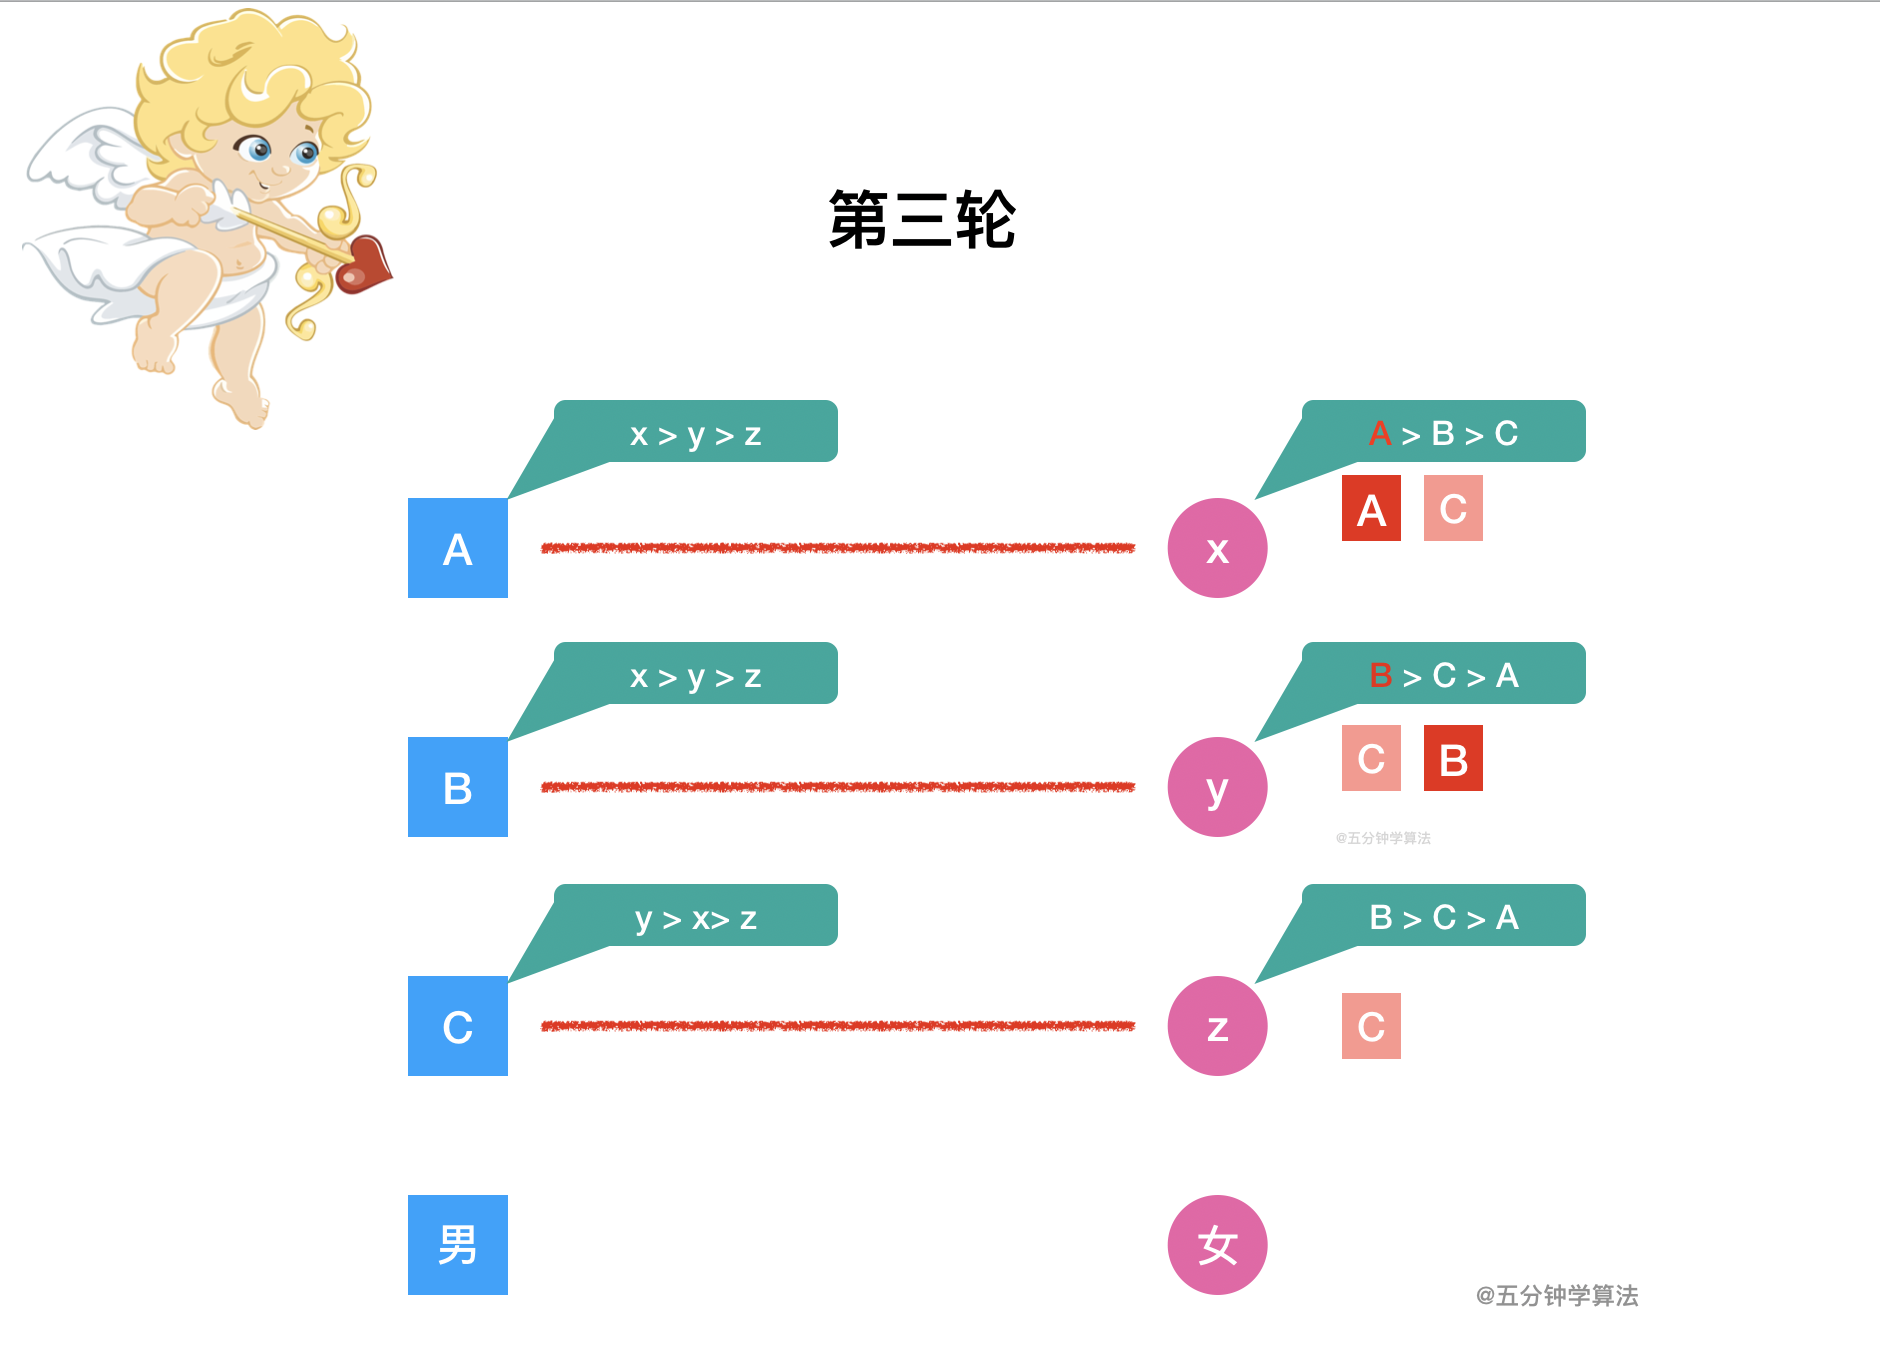 第三轮
x > y > z
A > B > C
A
x
A C
x > y > z
B > C > A
B
y
C B
@五分钟学算法
y > x> z
B > C > A
C
z
C
男
女
@五分钟学算法